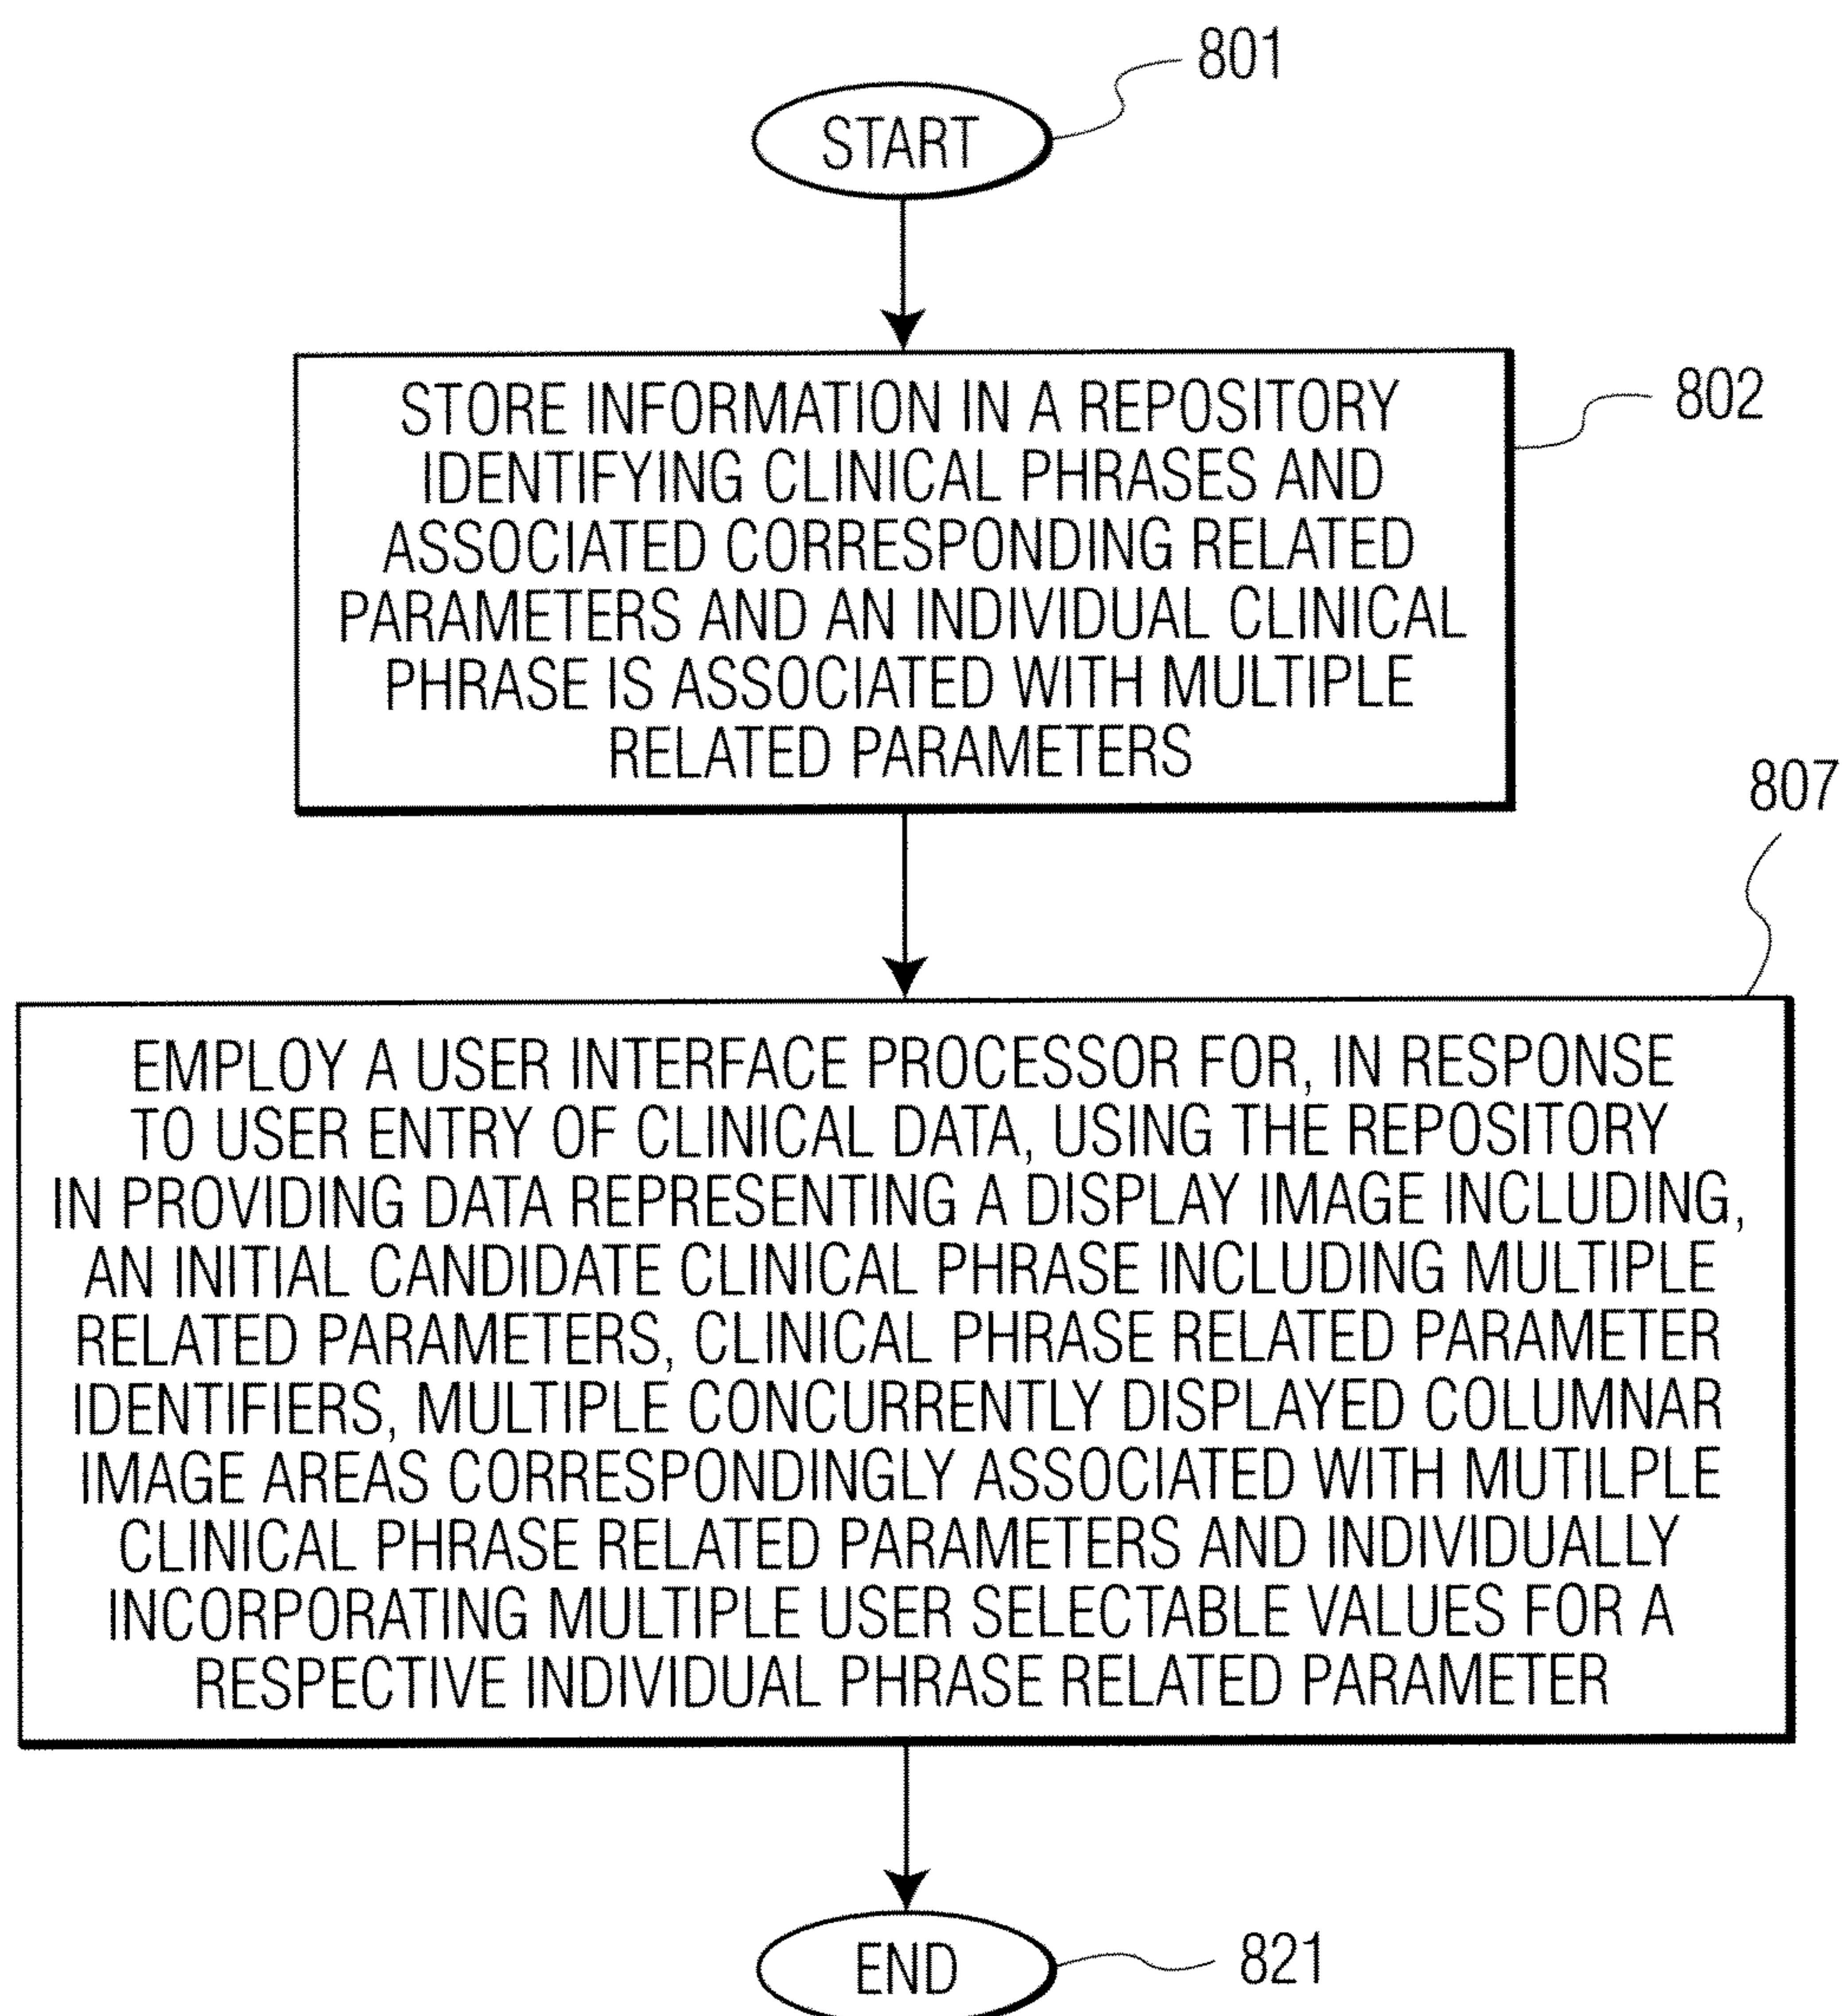 801
START
802
STORE INFORMATION IN A REPOSITORY
IDENTIFYING CLINICAL PHRASES AND
ASSOCIATED CORRESPONDING RELATED
PARAMETERS AND AN INDIVIDUAL CLINICAL
PHRASE IS ASSOCIATED WITH MULTIPLE
RELATED PARAMETERS
807
EMPLOY A USER INTERFACE PROCESSOR FOR, IN RESPONSE
TO USER ENTRY OF CLINICAL DATA, USING THE REPOSITORY
IN PROVIDING DATA REPRESENTING A DISPLAY IMAGE INCLUDING,
AN INITIAL CANDIDATE CLINICAL PHRASE INCLUDING MULTIPLE
RELATED PARAMETERS, CLINICAL PHRASE RELATED PARAMETER
IDENTIFIERS, MULTIPLE CONCURRENTLY DISPLAYED COLUMNAR
IMAGE AREAS CORRESPONDINGLY ASSOCIATED WITH MUTILPLE
CLINICAL PHRASE RELATED PARAMETERS AND INDIVIDUALLY
INCORPORATING MULTIPLE USER SELECTABLE VALUES FOR A
RESPECTIVE INDIVIDUAL PHRASE RELATED PARAMETER
END
821